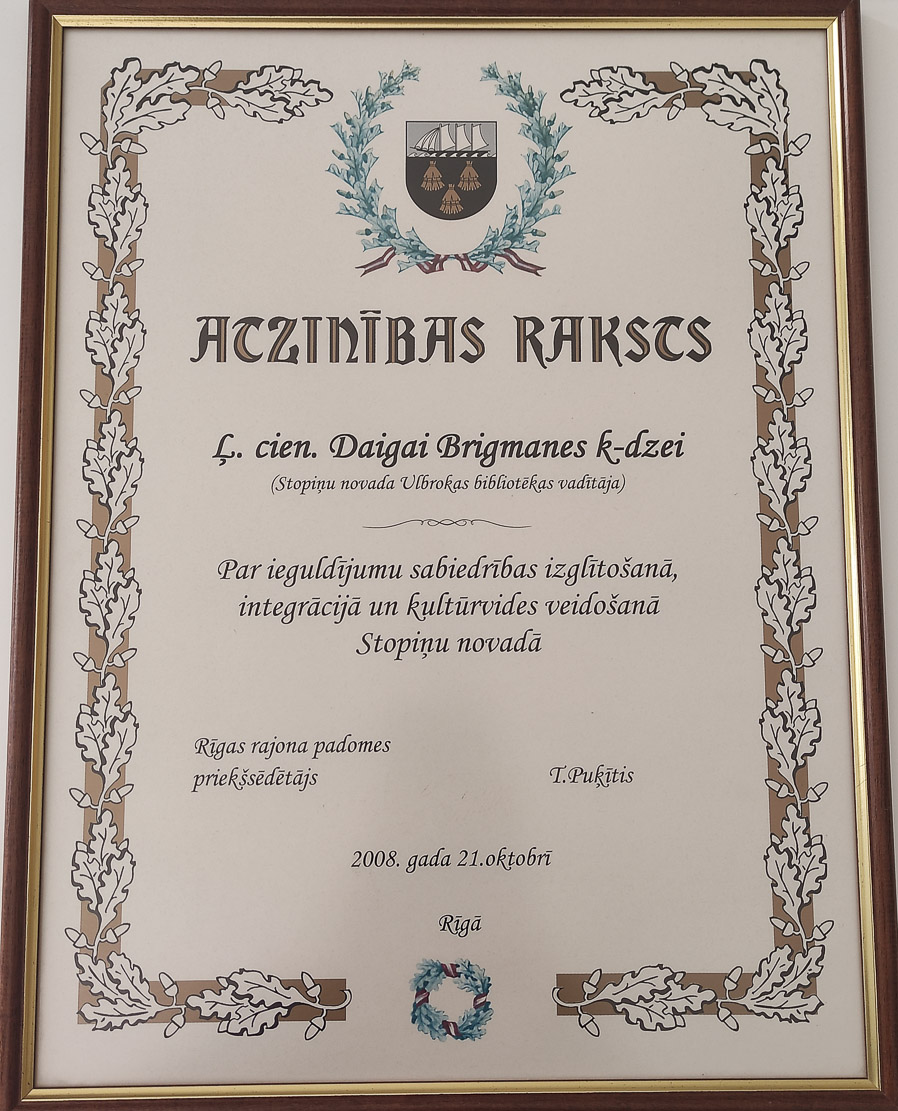 ATZINĪBAS RAKSTS
Ļ. cien. Daigai Brigmanes k-dzei
(Stopiņu novada Ulbrokas bibliotēkas vadītāja)
Par ieguldījumu sabiedrības izglītošanā,
integrācijā un kultūrvides veidošanā
Stopiņu novadā
Rīgas rajona padomes
priekšsēdētājs
T.Puķītis
2008. gada 21.oktobrī
Rīgā